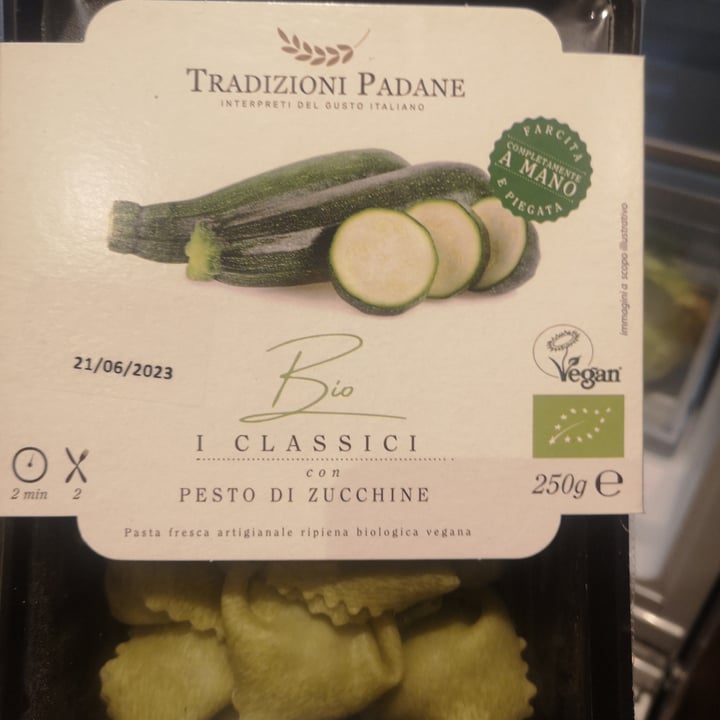 TRADIZIONI PADANE
INTERPRETI DEL GUSTO ITALIANO
FARCITA
COMPLETAMENTE
A MANO
E PIEGATA
immagini a scopo illustrativo
21/06/2023
Bio
Vegan
I CLASSICI
con
PESTO DI ZUCCHINE
2 min
2
250g ℮
Pasta fresca artigianale ripiena biologica vegana